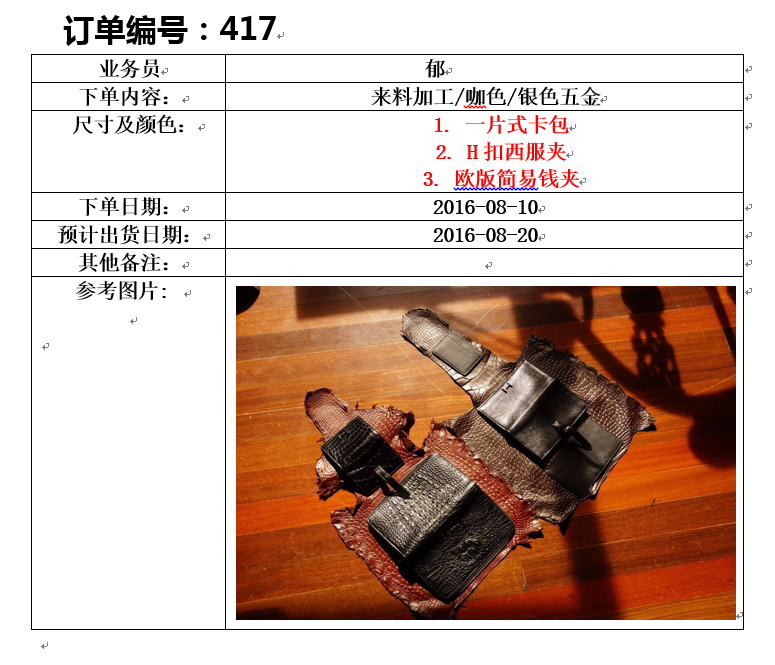 订单编号：417
业务员 郁
下单内容： 来料加工/咖色/银色五金
尺寸及颜色： 1. 一片式卡包
2. H 扣西服夹
3. 欧版简易钱夹
下单日期： 2016-08-10
预计出货日期： 2016-08-20
其他备注：
参考图片: